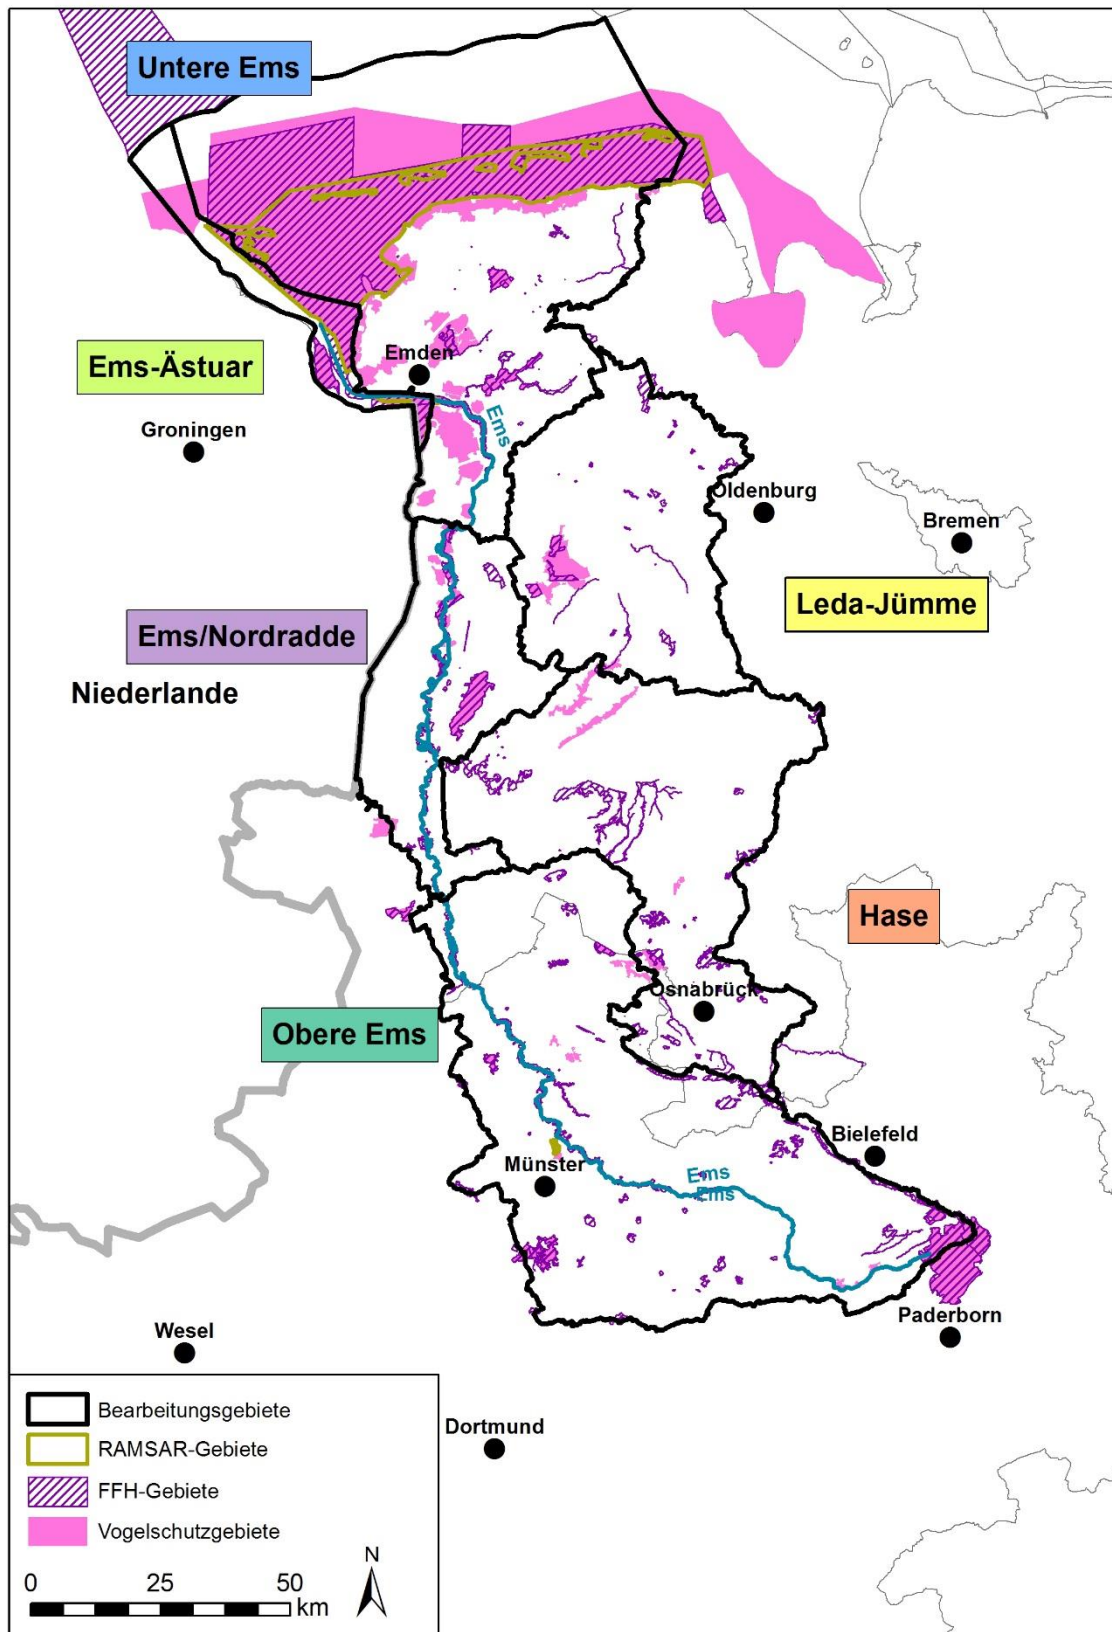 Untere Ems
Ems-Ästuar
Emden
Groningen
Ems
Oldenburg
Bremen
Leda-Jümme
Ems/Nordradde
Niederlande
Hase
Osnabrück
Obere Ems
Bielefeld
Münster
Ems
Ems
Paderborn
Wesel
Dortmund
Bearbeitungsgebiete
RAMSAR-Gebiete
FFH-Gebiete
Vogelschutzgebiete
N
0 25 50
km